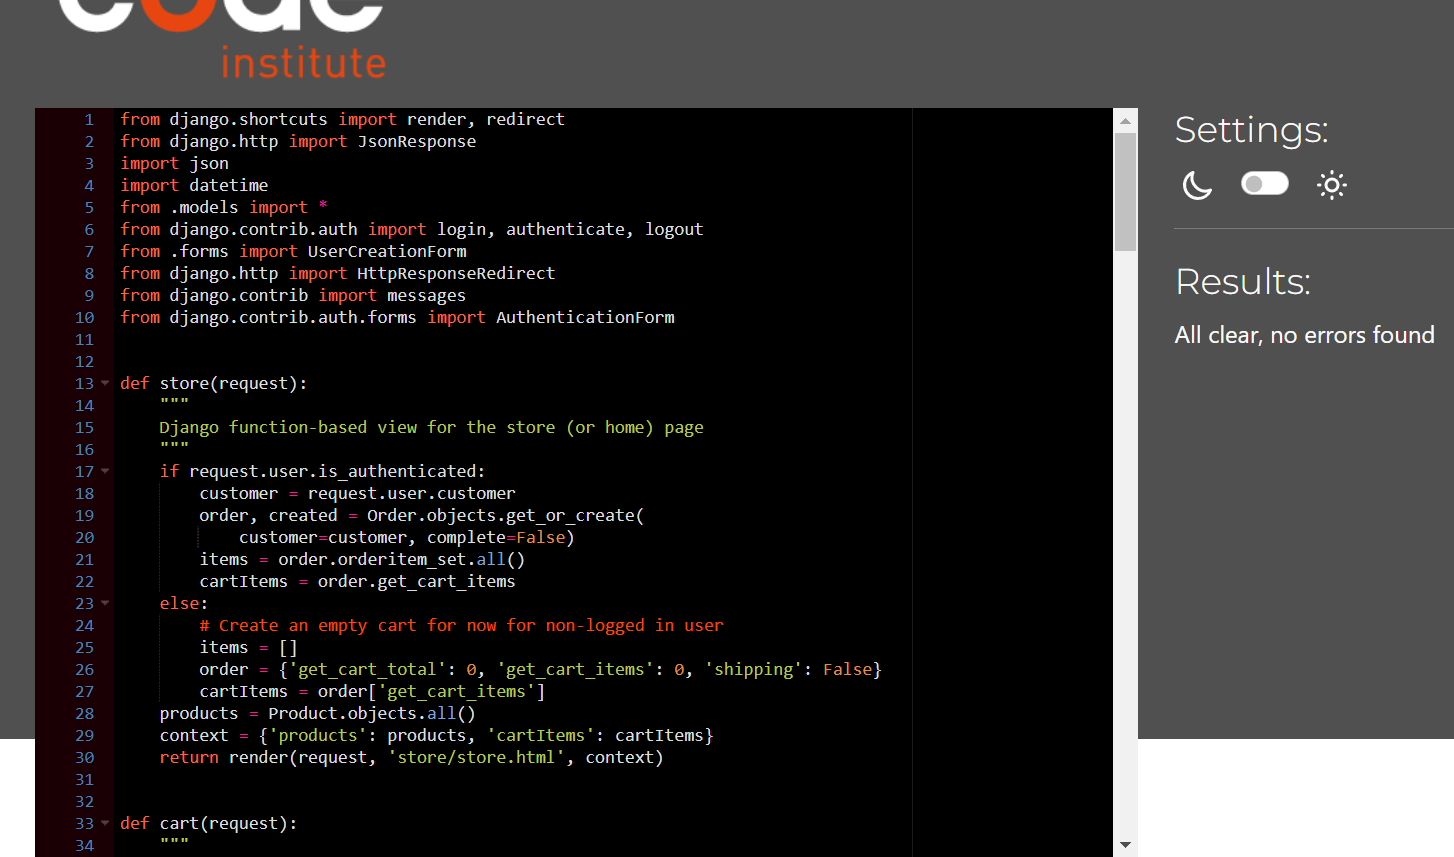 code
institute
1 from django.shortcuts import render, redirect
2 from django.http import JsonResponse
3 import json
4 import datetime
5 from .models import *
6 from django.contrib.auth import login, authenticate, logout
7 from .forms import UserCreationForm
8 from django.http import HttpResponseRedirect
9 from django.contrib import messages
10 from django.contrib.auth.forms import AuthenticationForm
11
12
13 def store(request):
14     """
15     Django function-based view for the store (or home) page
16     """
17     if request.user.is_authenticated:
18         customer = request.user.customer
19         order, created = Order.objects.get_or_create(
20             customer=customer, complete=False)
21         items = order.orderitem_set.all()
22         cartItems = order.get_cart_items
23     else:
24         # Create an empty cart for now for non-logged in user
25         items = []
26         order = {'get_cart_total': 0, 'get_cart_items': 0, 'shipping': False}
27         cartItems = order['get_cart_items']
28     products = Product.objects.all()
29     context = {'products': products, 'cartItems': cartItems}
30     return render(request, 'store/store.html', context)
31
32
33 def cart(request):
34     """
Settings:
Results:
All clear, no errors found